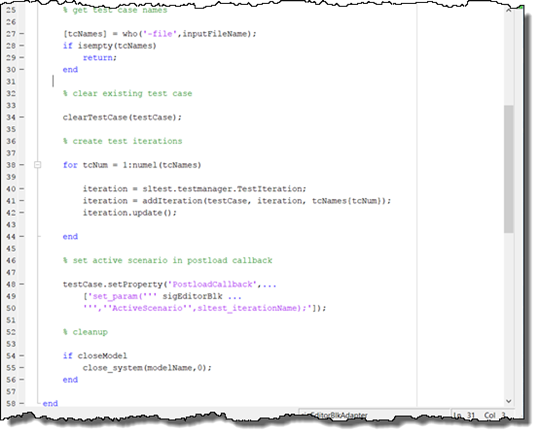 25 % get test case names
26
27 – [tcNames] = who('-file',inputFileName);
28 – if isempty(tcNames)
29 – return;
30 – end
31
32 % clear existing test case
33
34 – clearTestCase(testCase);
35
36 % create test iterations
37
38 – for tcNum = 1:numel(tcNames)
39
40 – iteration = sltest.testmanager.TestIteration;
41 – iteration = addIteration(testCase, iteration, tcNames{tcNum});
42 – iteration.update();
43
44 – end
45
46 % set active scenario in postload callback
47
48 – testCase.setProperty('PostloadCallback',...
49 – ['set_param(''' sigEditorBlk ...
50 – ''',''ActiveScenario'',sltest_iterationName);']);
51
52 % cleanup
53
54 – if closeModel
55 – close_system(modelName,0);
56 – end
57
58 – end
EditorBlkAdapter Ln 31 Col 3